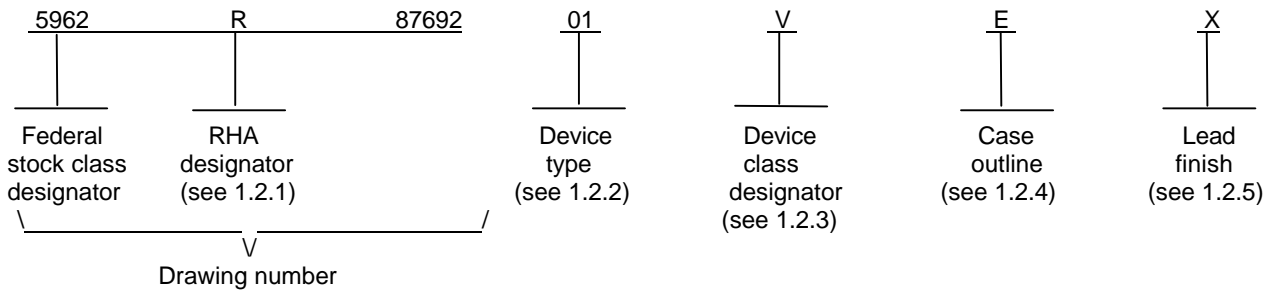 5962 R 87692 01 V E X
Federal RHA Device Device Case Lead
stock class designator type class outline finish
designator (see 1.2.1) (see 1.2.2) designator (see 1.2.4) (see 1.2.5)
(see 1.2.3)
Drawing number